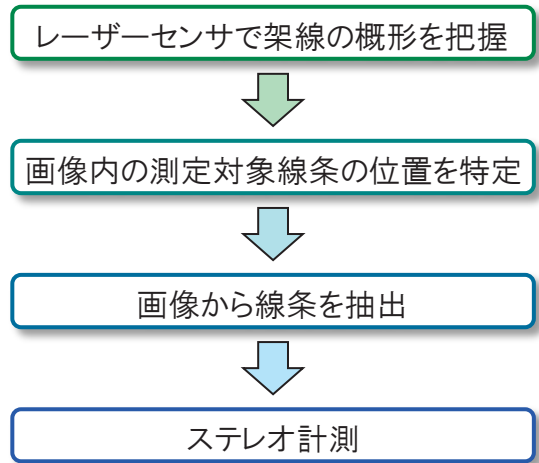 レーザーセンサで架線の概形を把握
画像内の測定対象線条の位置を特定
画像から線条を抽出
ステレオ計測